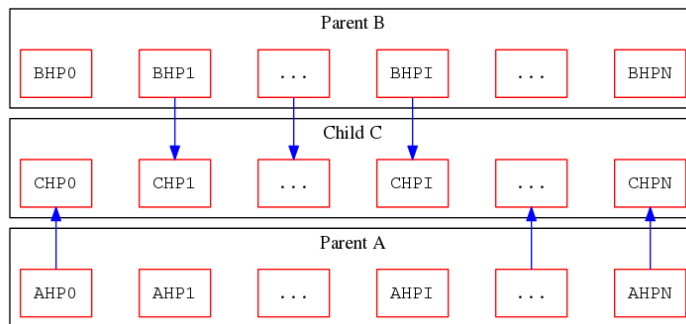 Parent B
BHP0 BHP1 ... BHPI ... BHPN
Child C
CHP0 CHP1 ... CHPI ... CHPN
Parent A
AHP0 AHP1 ... AHPI ... AHPN